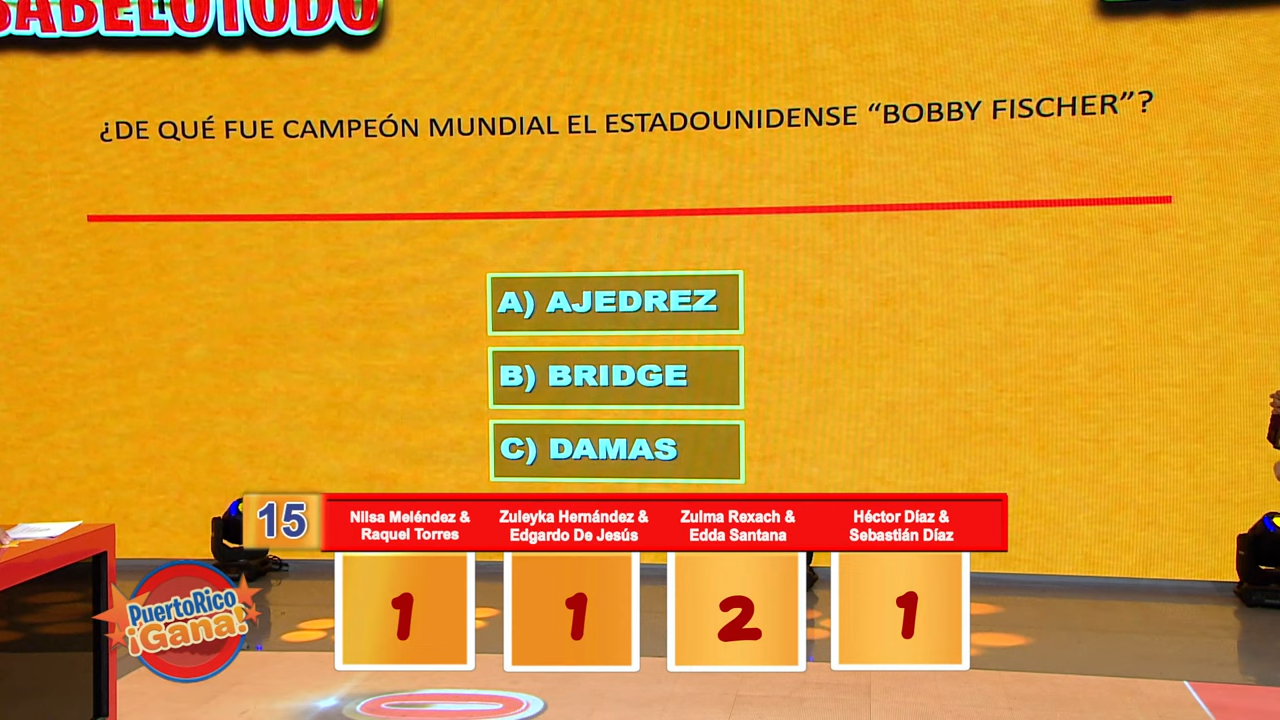 SABELOTODO
¿DE QUÉ FUE CAMPEÓN MUNDIAL EL ESTADOUNIDENSE “BOBBY FISCHER”?
A) AJEDREZ
B) BRIDGE
C) DAMAS
15
Nilsa Meléndez &
Raquel Torres
Zuleyka Hernández &
Edgardo De Jesús
Zulma Rexach &
Edda Santana
Héctor Díaz &
Sebastián Díaz
1
1
2
1
PuertoRico
¡Gana!